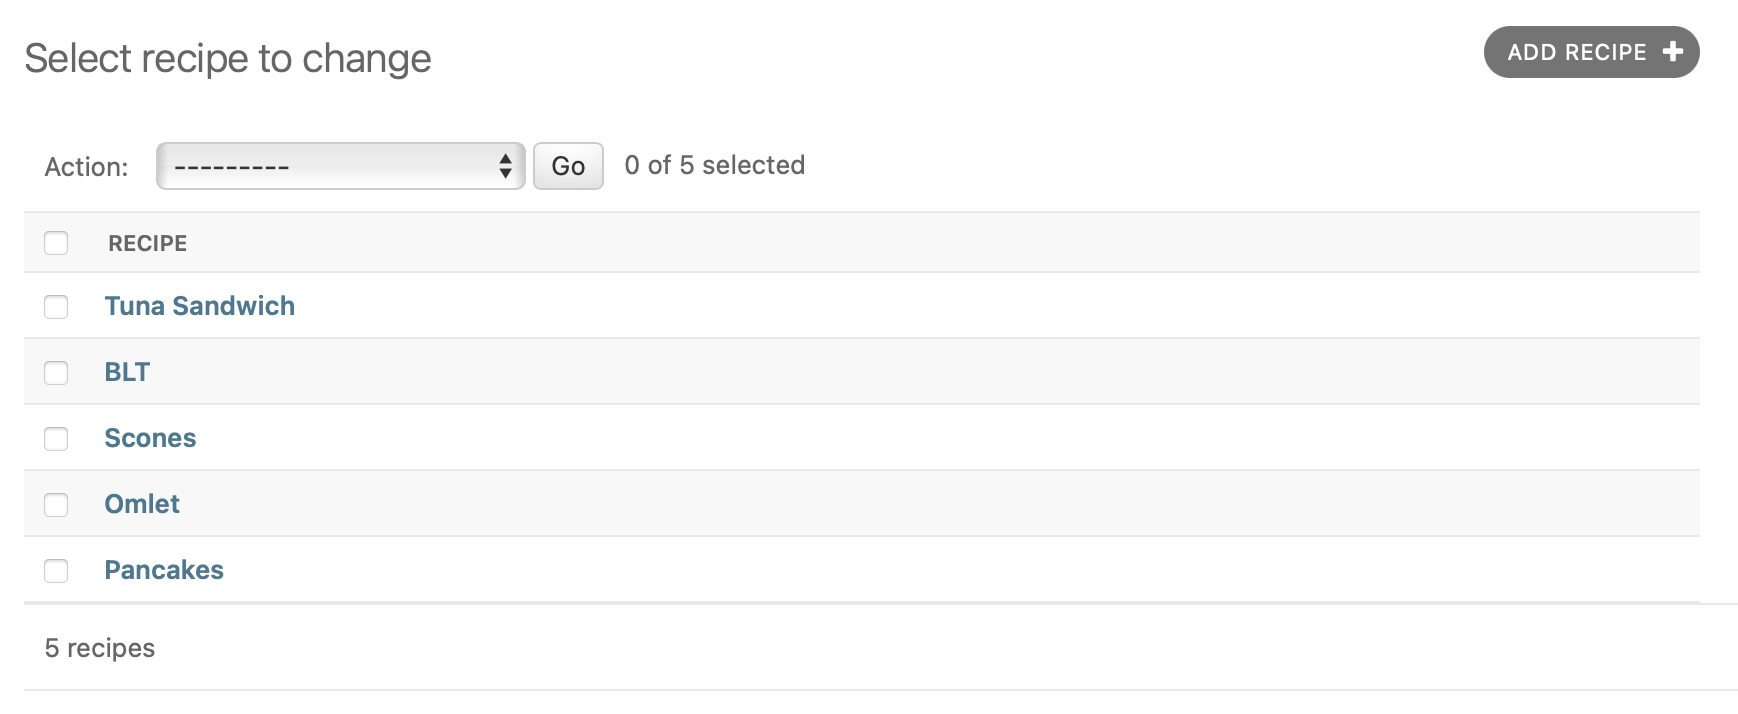 Select recipe to change
ADD RECIPE +
Action: --------- Go 0 of 5 selected
RECIPE
Tuna Sandwich
BLT
Scones
Omlet
Pancakes
5 recipes